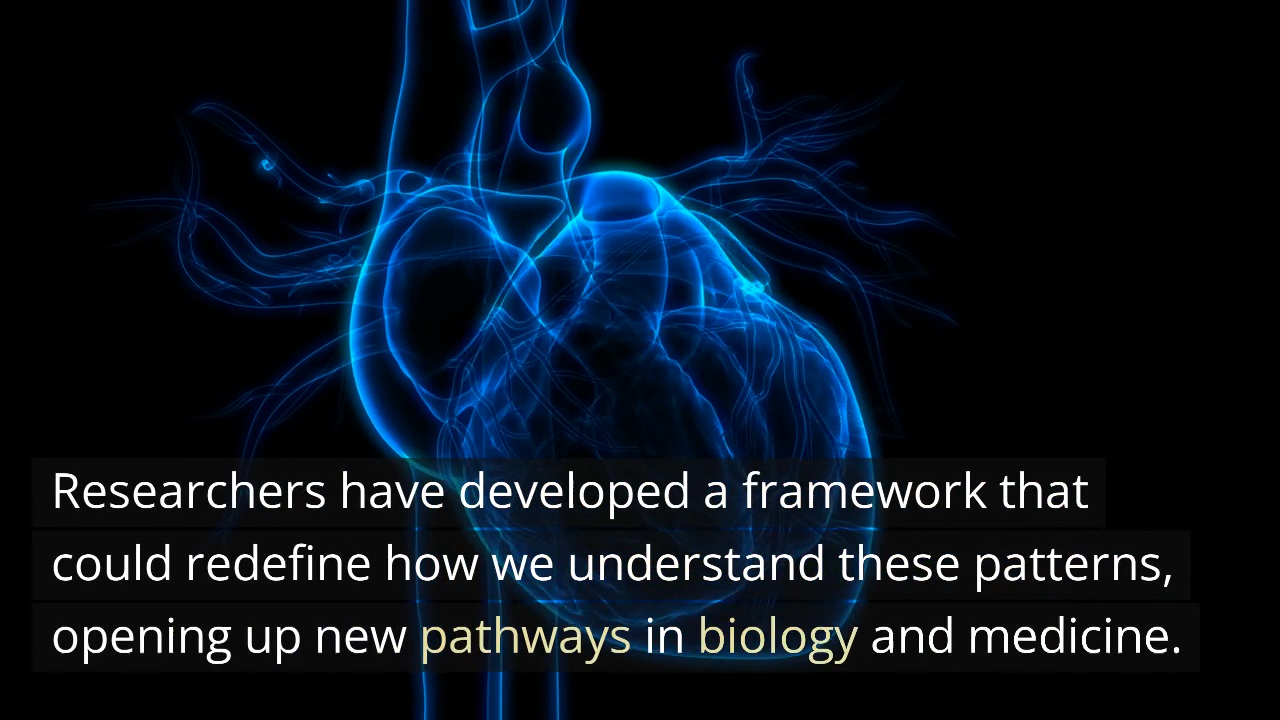 Researchers have developed a framework that
could redefine how we understand these patterns,
opening up new pathways in biology and medicine.